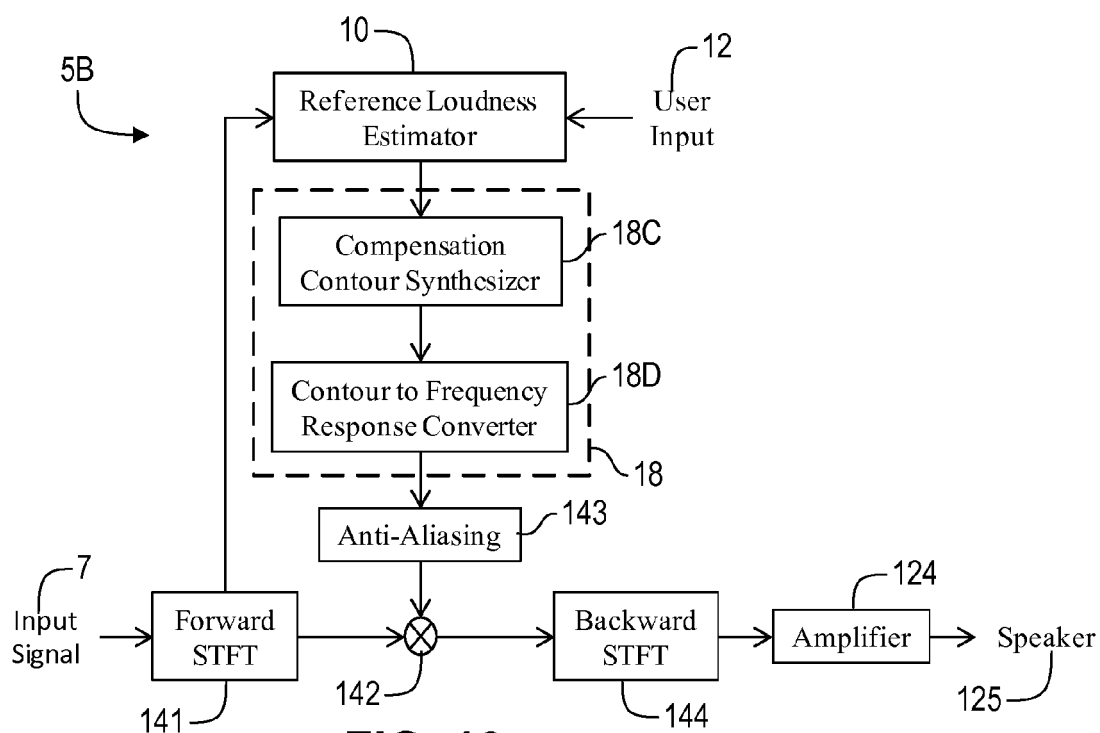 10
12
5B
Reference Loudness
Estimator
User
Input
Compensation
Contour Synthesizer
18C
Contour to Frequency
Response Converter
18D
18
Anti-Aliasing
143
7
Input
Signal
Forward
STFT
141
142
Backward
STFT
144
124
Amplifier
Speaker
125